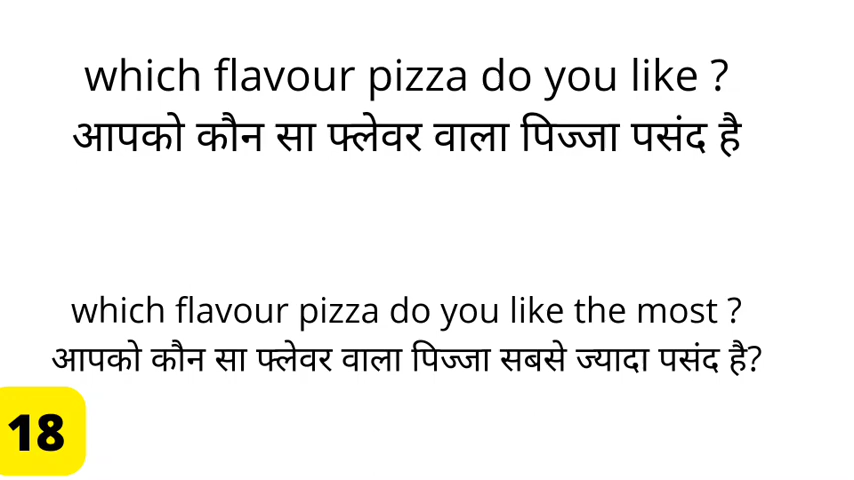 which flavour pizza do you like ?
आपको कौन सा फ्लेवर वाला पिज्जा पसंद है
which flavour pizza do you like the most ?
आपको कौन सा फ्लेवर वाला पिज्जा सबसे ज्यादा पसंद है?
18